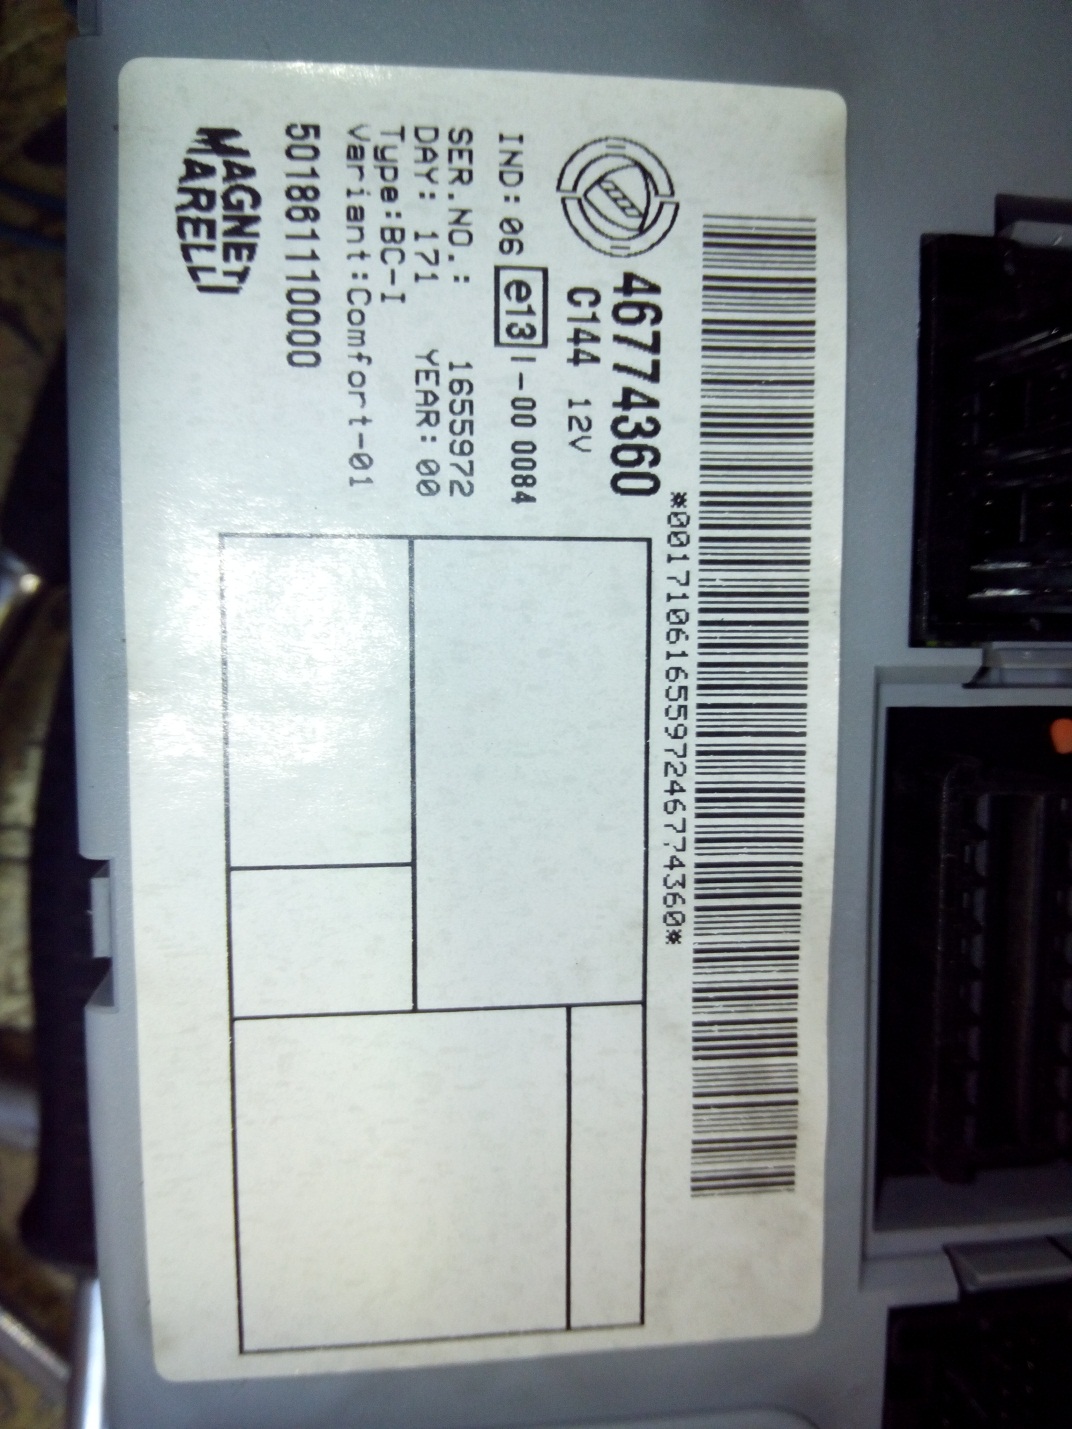 *0017106165597246774360*
46774360
C144 12V
IND: 06 e13 1-00 0084
SER.NO.: 1655972
DAY: 171 YEAR: 00
Type:BC-I
Variant:Comfort-01
501861110000
MAGNETI
MARELLI